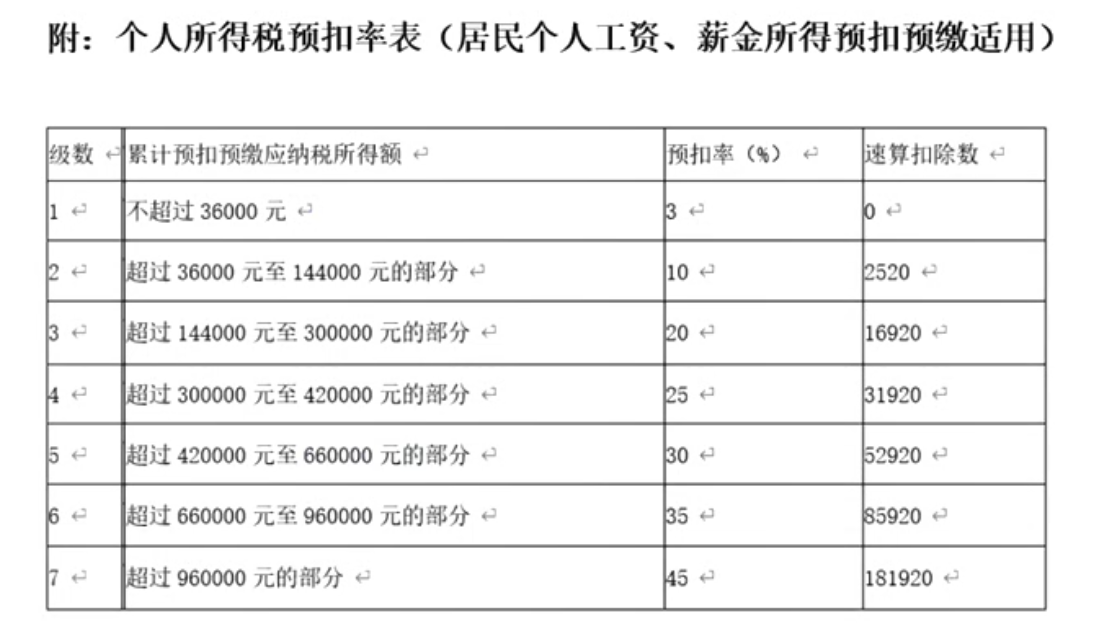 附：个人所得税预扣率表（居民个人工资、薪金所得预扣预缴适用）
级数 ↵ 累计预扣预缴应纳税所得额 ↵ 预扣率（%） ↵ 速算扣除数 ↵
1 ↵ 不超过 36000 元 ↵ 3 ↵ 0 ↵
2 ↵ 超过 36000 元至 144000 元的部分 ↵ 10 ↵ 2520 ↵
3 ↵ 超过 144000 元至 300000 元的部分 ↵ 20 ↵ 16920 ↵
4 ↵ 超过 300000 元至 420000 元的部分 ↵ 25 ↵ 31920 ↵
5 ↵ 超过 420000 元至 660000 元的部分 ↵ 30 ↵ 52920 ↵
6 ↵ 超过 660000 元至 960000 元的部分 ↵ 35 ↵ 85920 ↵
7 ↵ 超过 960000 元的部分 ↵ 45 ↵ 181920 ↵